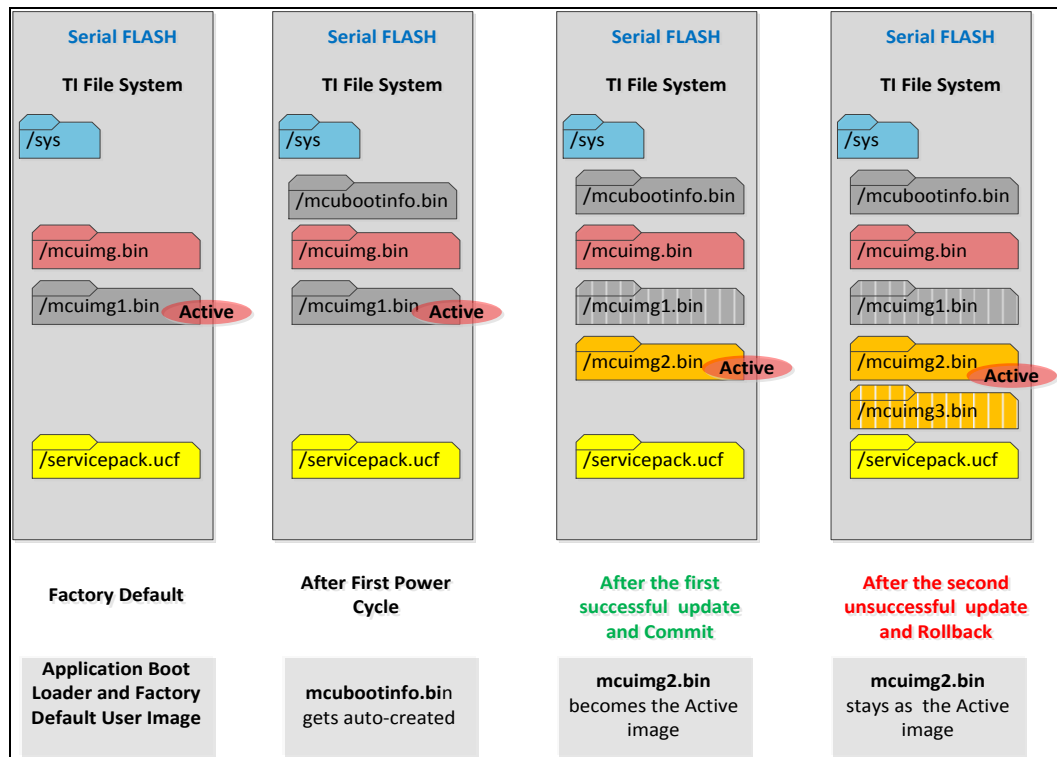 Serial FLASH
TI File System
/sys
/mcuimg.bin
/mcuimg1.bin
Active
/servicepack.ucf
Factory Default
Application Boot
Loader and Factory
Default User Image
Serial FLASH
TI File System
/sys
/mcubootinfo.bin
/mcuimg.bin
/mcuimg1.bin
Active
/servicepack.ucf
After First Power
Cycle
mcubootinfo.bin
gets auto-created
Serial FLASH
TI File System
/sys
/mcubootinfo.bin
/mcuimg.bin
/mcuimg1.bin
/mcuimg2.bin
Active
/servicepack.ucf
After the first
successful update
and Commit
mcuimg2.bin
becomes the Active
image
Serial FLASH
TI File System
/sys
/mcubootinfo.bin
/mcuimg.bin
/mcuimg1.bin
/mcuimg2.bin
Active
/mcuimg3.bin
/servicepack.ucf
After the second
unsuccessful update
and Rollback
mcuimg2.bin
stays as the Active
image